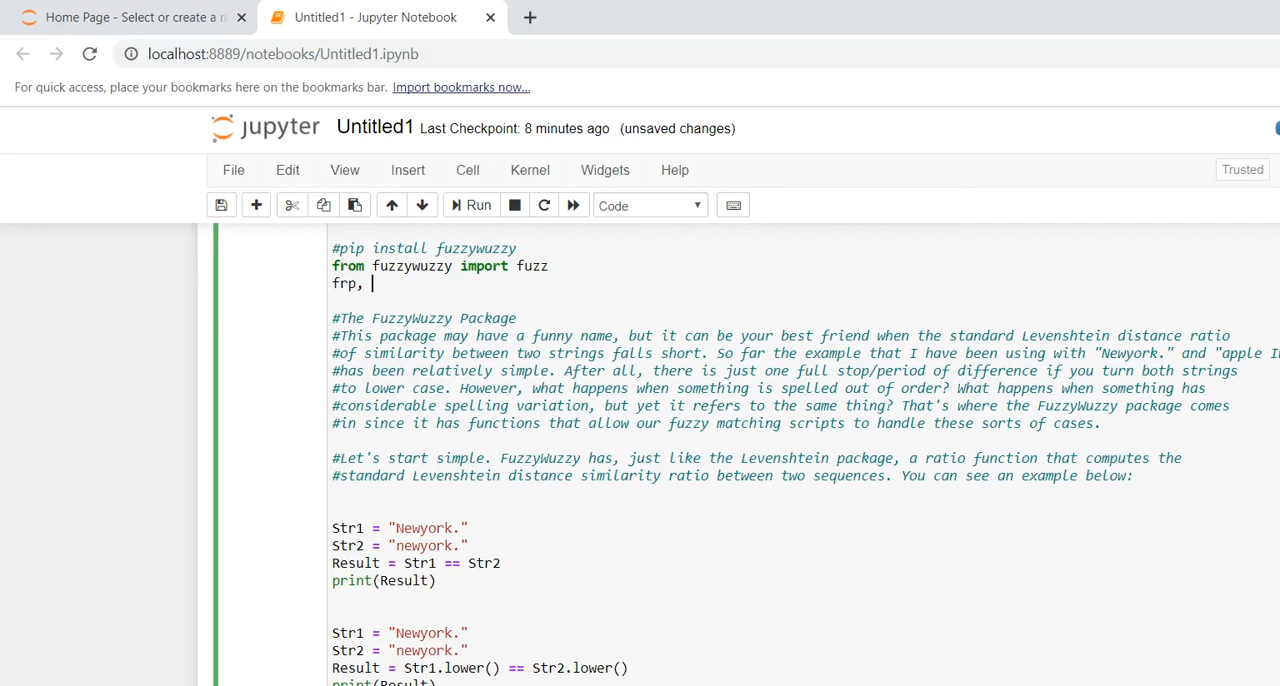 Home Page - Select or create a n
Untitled1 - Jupyter Notebook
localhost:8889/notebooks/Untitled1.ipynb
For quick access, place your bookmarks here on the bookmarks bar. Import bookmarks now...
jupyter Untitled1 Last Checkpoint: 8 minutes ago (unsaved changes)
File Edit View Insert Cell Kernel Widgets Help Trusted
Run Code
#pip install fuzzywuzzy
from fuzzywuzzy import fuzz
frp,
#The FuzzyWuzzy Package
#This package may have a funny name, but it can be your best friend when the standard Levenshtein distance ratio
#of similarity between two strings falls short. So far the example that I have been using with "Newyork." and "apple I
#has been relatively simple. After all, there is just one full stop/period of difference if you turn both strings
#to lower case. However, what happens when something is spelled out of order? What happens when something has
#considerable spelling variation, but yet it refers to the same thing? That's where the FuzzyWuzzy package comes
#in since it has functions that allow our fuzzy matching scripts to handle these sorts of cases.
#Let's start simple. FuzzyWuzzy has, just like the Levenshtein package, a ratio function that computes the
#standard Levenshtein distance similarity ratio between two sequences. You can see an example below:
Str1 = "Newyork."
Str2 = "newyork."
Result = Str1 == Str2
print(Result)
Str1 = "Newyork."
Str2 = "newyork."
Result = Str1.lower() == Str2.lower()
print(Result)